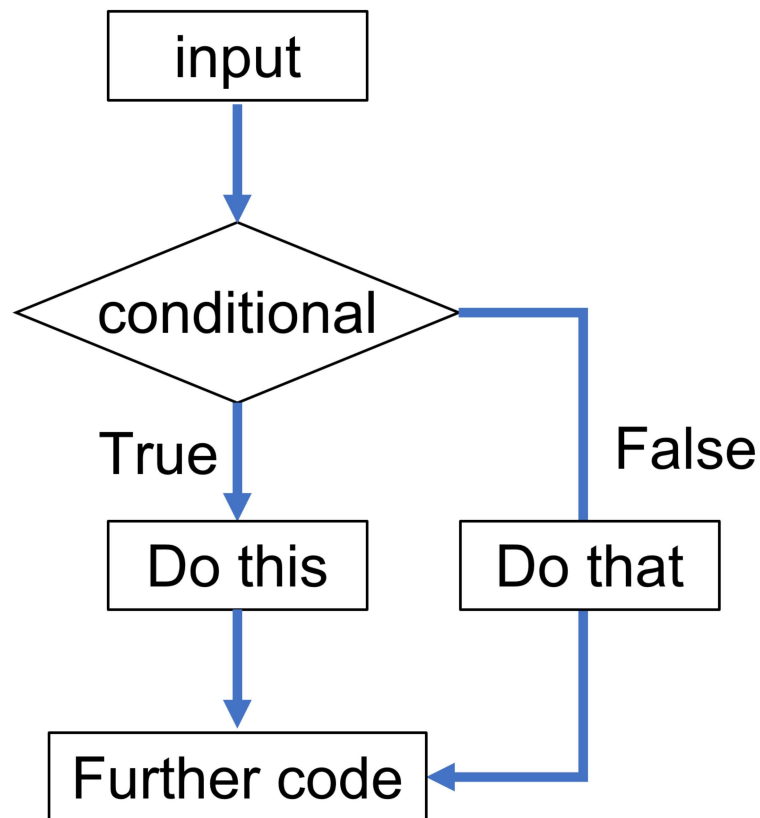 input
conditional
True
False
Do this
Do that
Further code